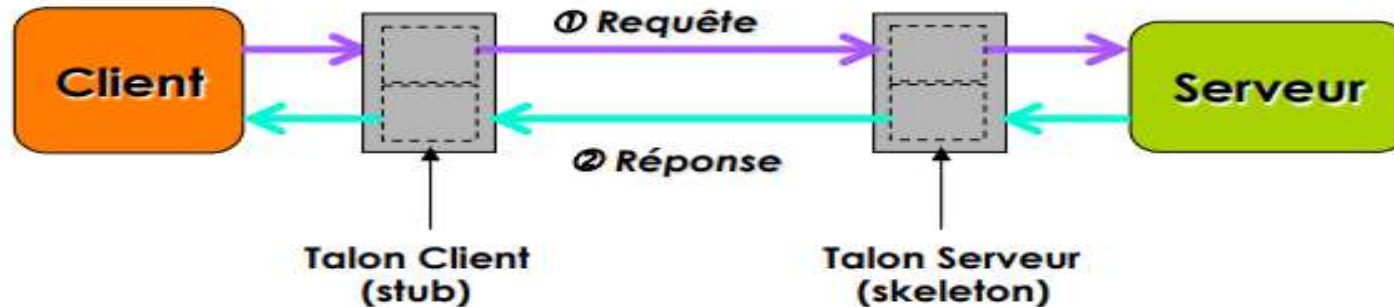 ① Requête
Client
Serveur
② Réponse
Talon Client
(stub)
Talon Serveur
(skeleton)